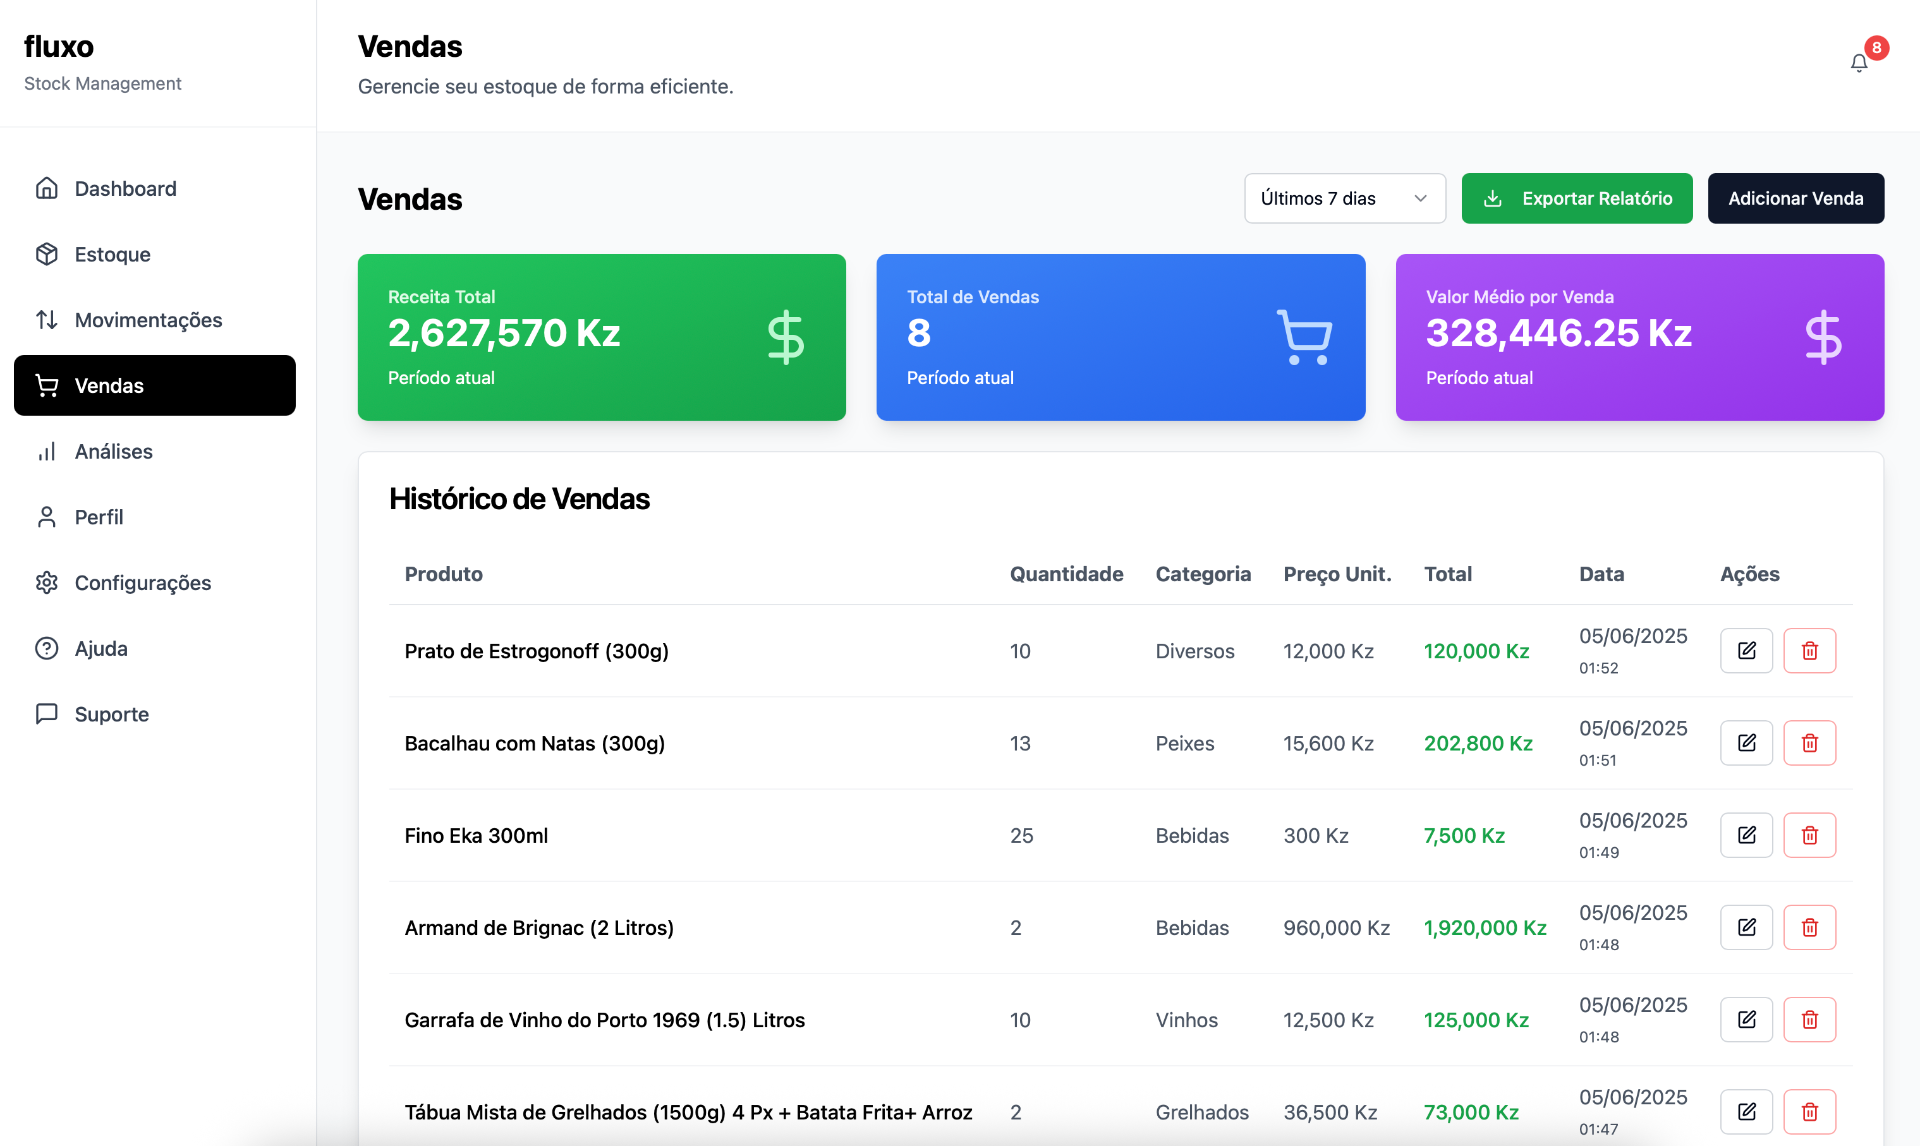 fluxo
Stock Management
Dashboard
Estoque
Movimentações
Vendas
Análises
Perfil
Configurações
Ajuda
Suporte
Vendas
Gerencie seu estoque de forma eficiente.
8
Vendas
Últimos 7 dias
Exportar Relatório
Adicionar Venda
Receita Total
2,627,570 Kz
Período atual
Total de Vendas
8
Período atual
Valor Médio por Venda
328,446.25 Kz
Período atual
Histórico de Vendas
Produto Quantidade Categoria Preço Unit. Total Data Ações
Prato de Estrogonoff (300g) 10 Diversos 12,000 Kz 120,000 Kz 05/06/2025
01:52
Bacalhau com Natas (300g) 13 Peixes 15,600 Kz 202,800 Kz 05/06/2025
01:51
Fino Eka 300ml 25 Bebidas 300 Kz 7,500 Kz 05/06/2025
01:49
Armand de Brignac (2 Litros) 2 Bebidas 960,000 Kz 1,920,000 Kz 05/06/2025
01:48
Garrafa de Vinho do Porto 1969 (1.5) Litros 10 Vinhos 12,500 Kz 125,000 Kz 05/06/2025
01:48
Tábua Mista de Grelhados (1500g) 4 Px + Batata Frita+ Arroz 2 Grelhados 36,500 Kz 73,000 Kz 05/06/2025
01:47